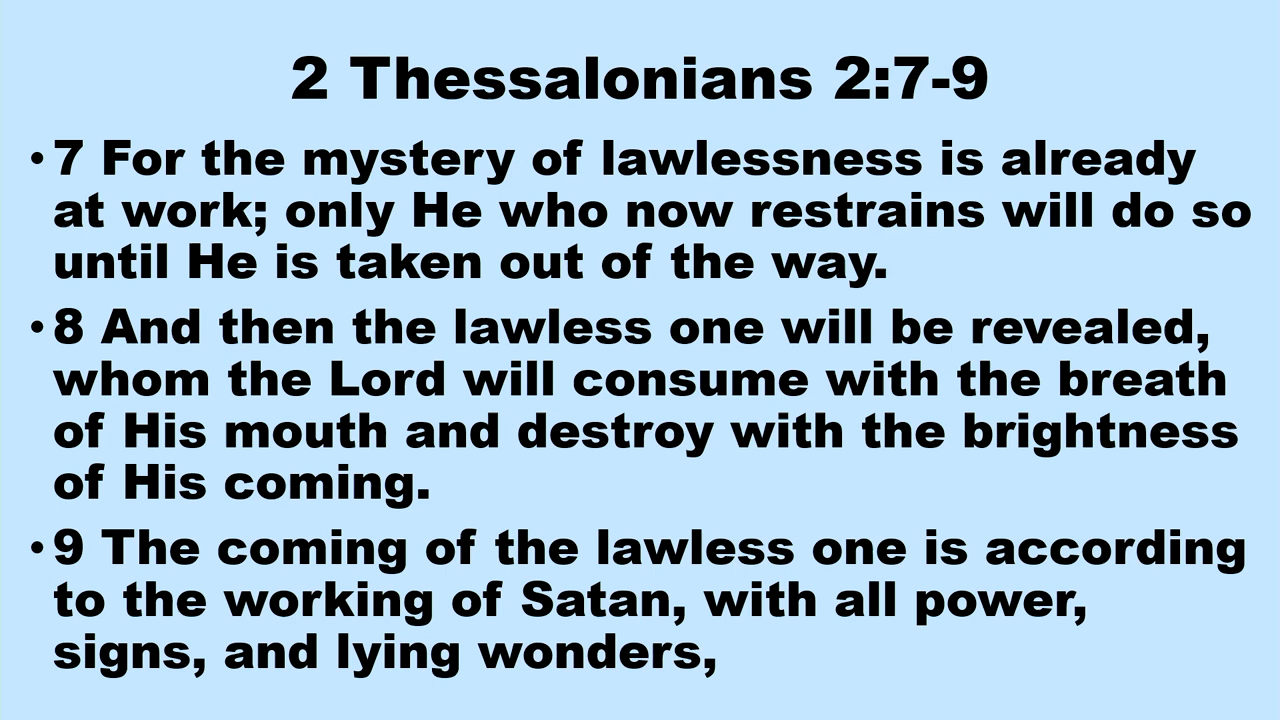 2 Thessalonians 2:7-9
•7 For the mystery of lawlessness is already
at work; only He who now restrains will do so
until He is taken out of the way.
•8 And then the lawless one will be revealed,
whom the Lord will consume with the breath
of His mouth and destroy with the brightness
of His coming.
•9 The coming of the lawless one is according
to the working of Satan, with all power,
signs, and lying wonders,